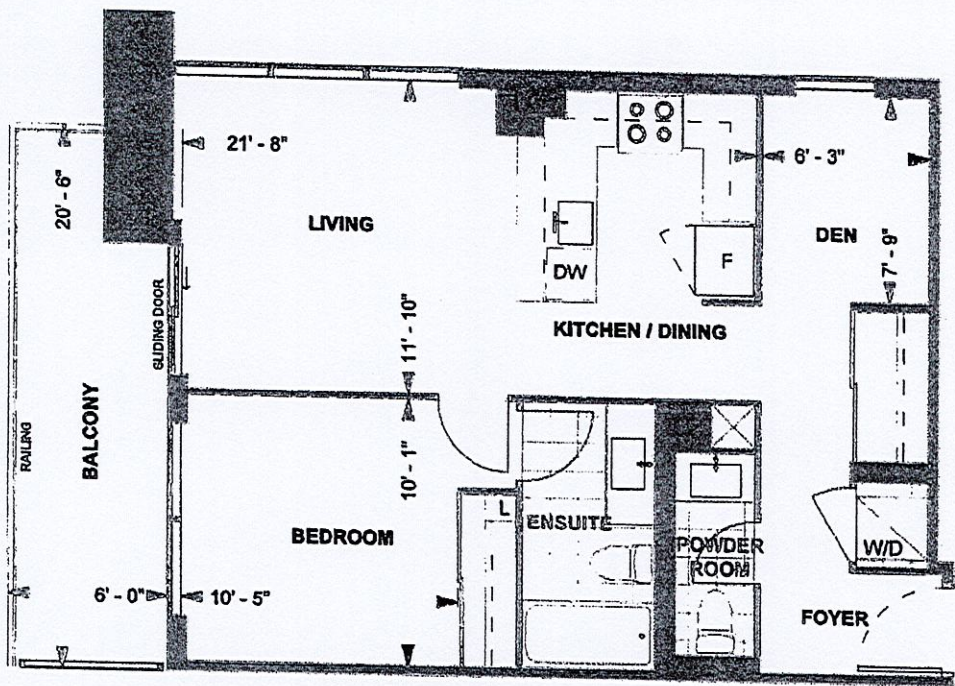 21' - 8"
6' - 3"
20' - 6"
LIVING
DEN
F
DW
7' - 9"
SLIDING DOOR
KITCHEN / DINING
11' - 10"
BALCONY
RAILING
10' - 1"
L
ENSUITE
BEDROOM
POWDER
ROOM
W/D
6' - 0"
10' - 5"
FOYER